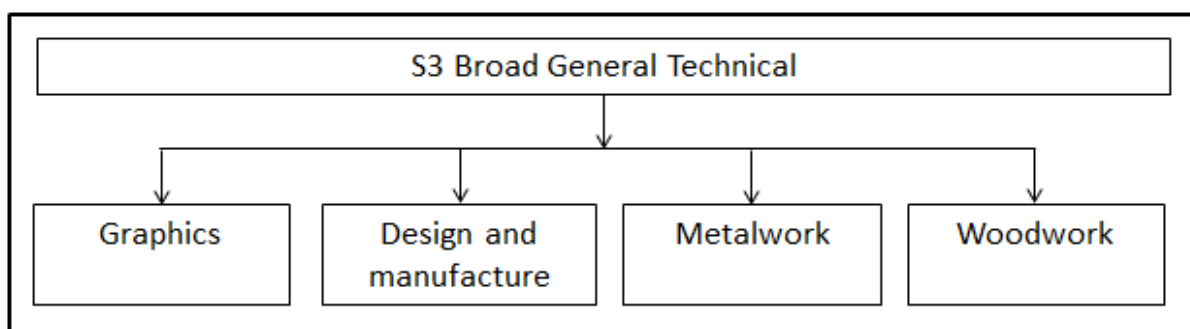 S3 Broad General Technical
Graphics
Design and
manufacture
Metalwork
Woodwork